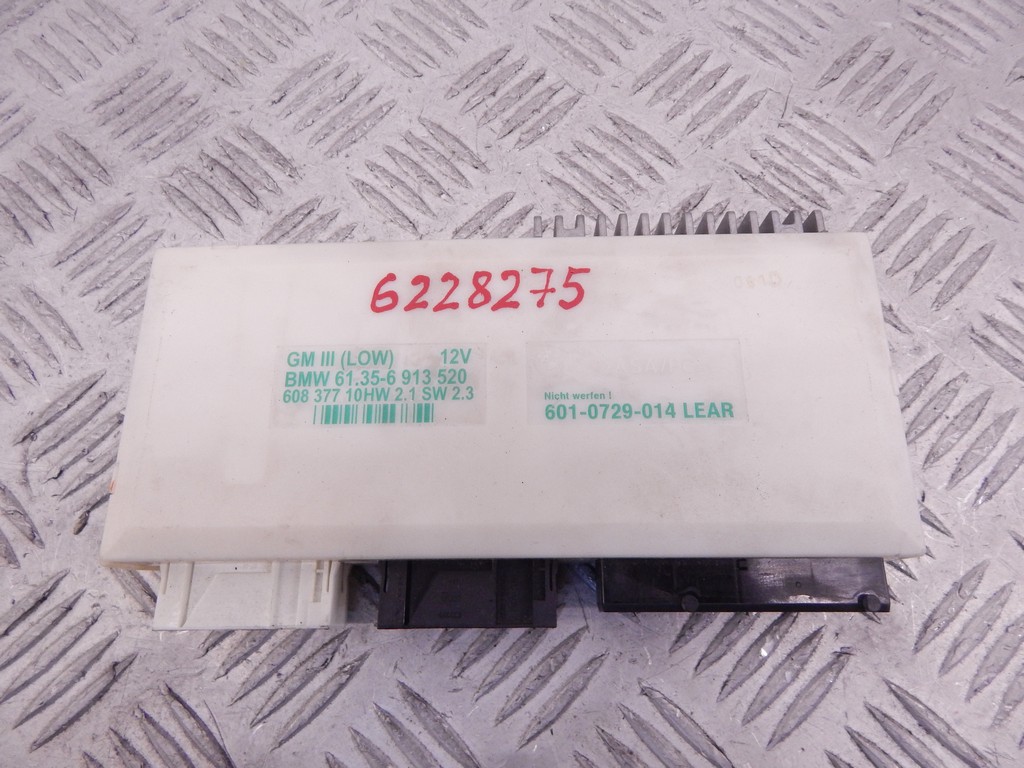 6228275
GM III (LOW) 12V
BMW 61.35-6 913 520
608 377 10HW 2.1 SW 2.3
Nicht werfen !
601-0729-014 LEAR